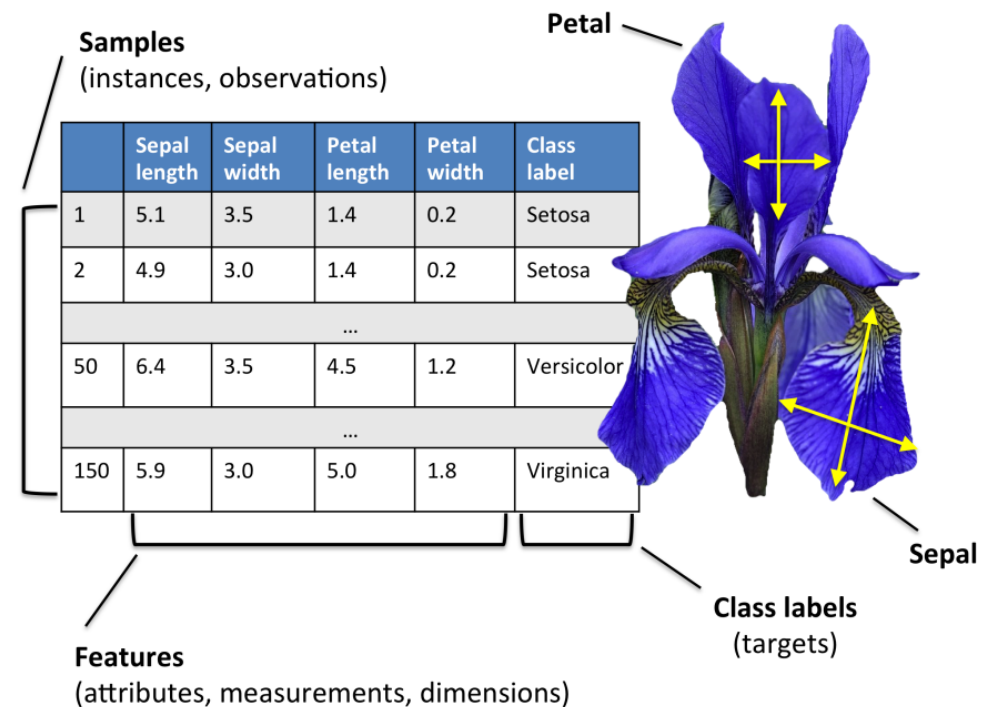 Samples
(instances, observations)
Petal
Sepal length Sepal width Petal length Petal width Class label
1 5.1 3.5 1.4 0.2 Setosa
2 4.9 3.0 1.4 0.2 Setosa
...
50 6.4 3.5 4.5 1.2 Versicolor
...
150 5.9 3.0 5.0 1.8 Virginica
Sepal
Class labels
(targets)
Features
(attributes, measurements, dimensions)